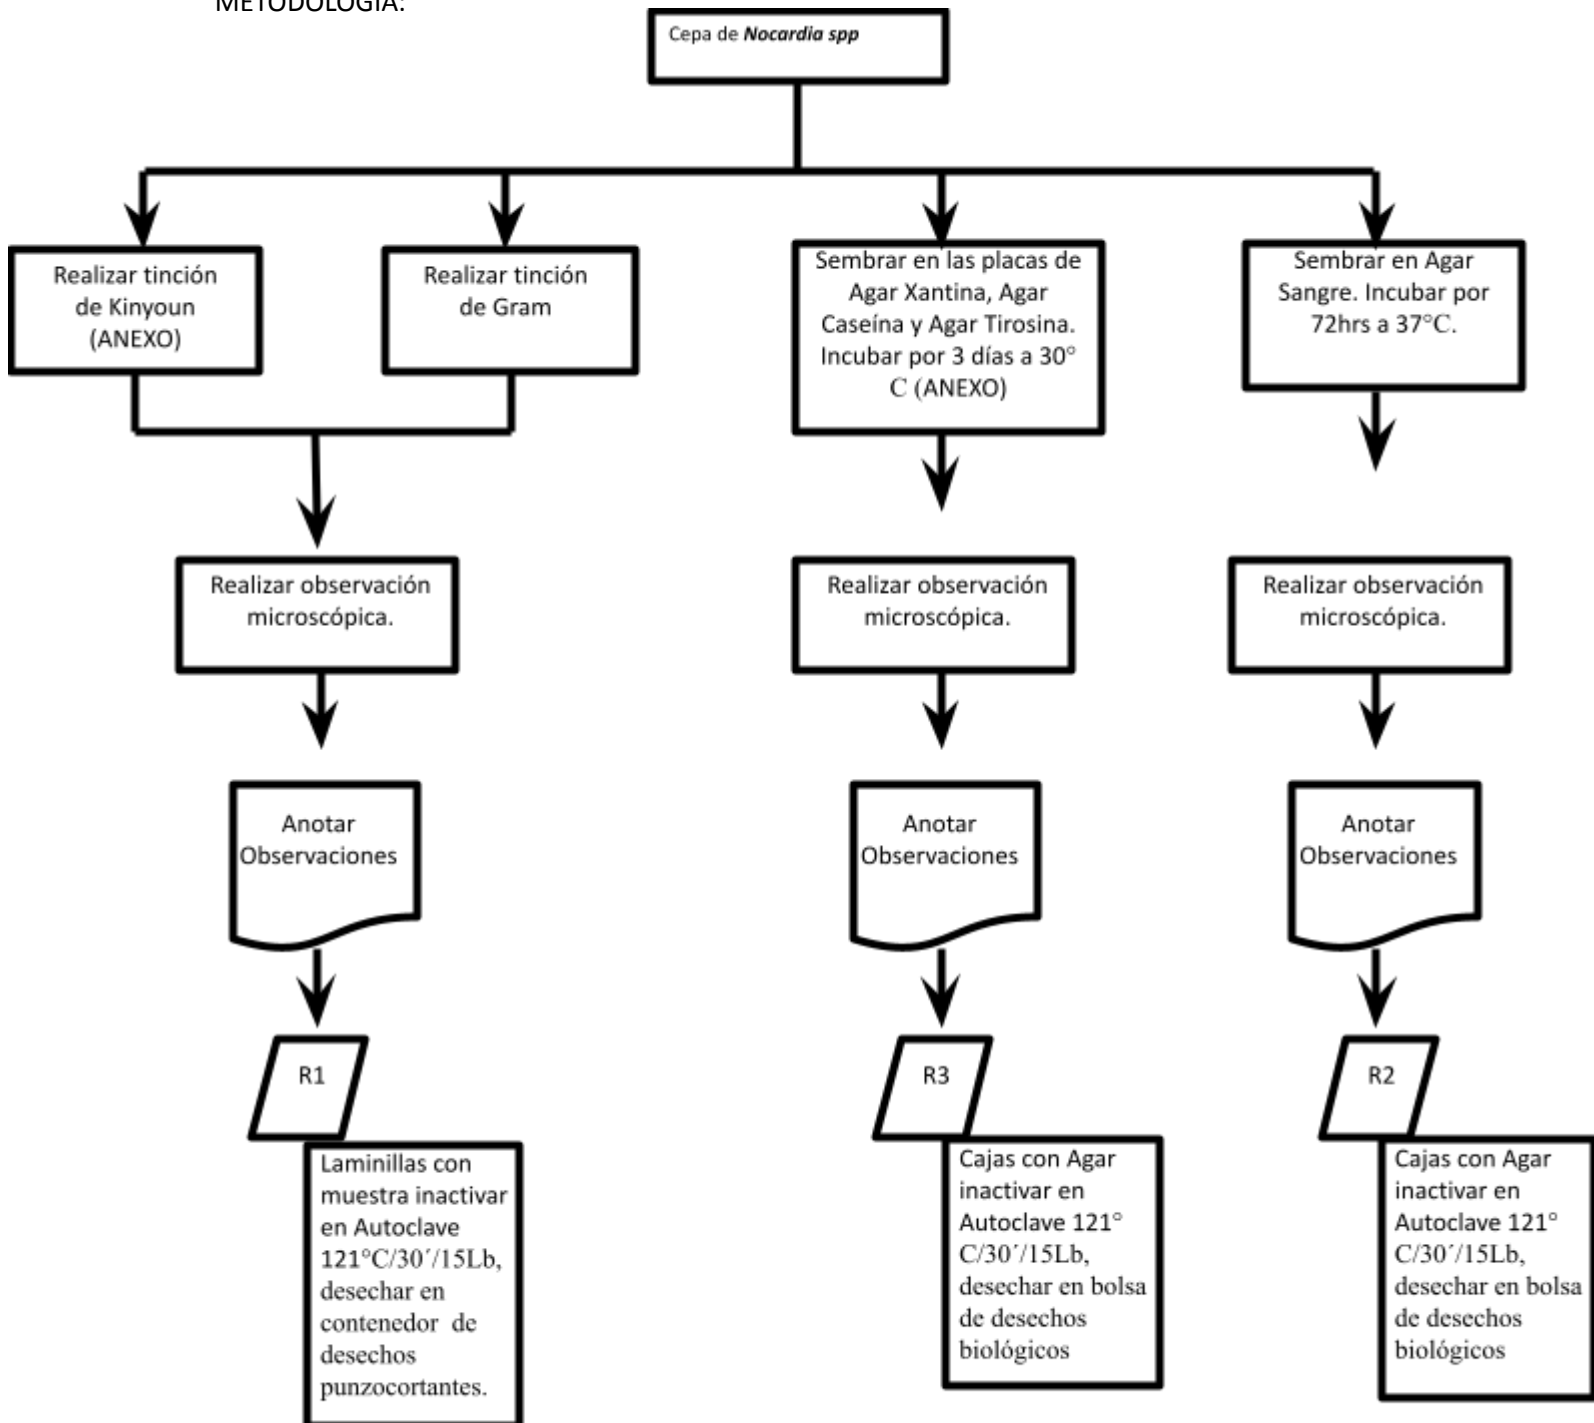 METODOLOGÍA:
Cepa de Nocardia spp
Realizar tinción
de Kinyoun
(ANEXO)
Realizar tinción
de Gram
Sembrar en las placas de
Agar Xantina, Agar
Caseína y Agar Tirosina.
Incubar por 3 días a 30°
C (ANEXO)
Sembrar en Agar
Sangre. Incubar por
72hrs a 37°C.
Realizar observación
microscópica.
Realizar observación
microscópica.
Realizar observación
microscópica.
Anotar
Observaciones
Anotar
Observaciones
Anotar
Observaciones
R1
R3
R2
Laminillas con
muestra inactivar
en Autoclave
121°C/30´/15Lb,
desechar en
contenedor de
desechos
punzocortantes.
Cajas con Agar
inactivar en
Autoclave 121°
C/30´/15Lb,
desechar en bolsa
de desechos
biológicos
Cajas con Agar
inactivar en
Autoclave 121°
C/30´/15Lb,
desechar en bolsa
de desechos
biológicos